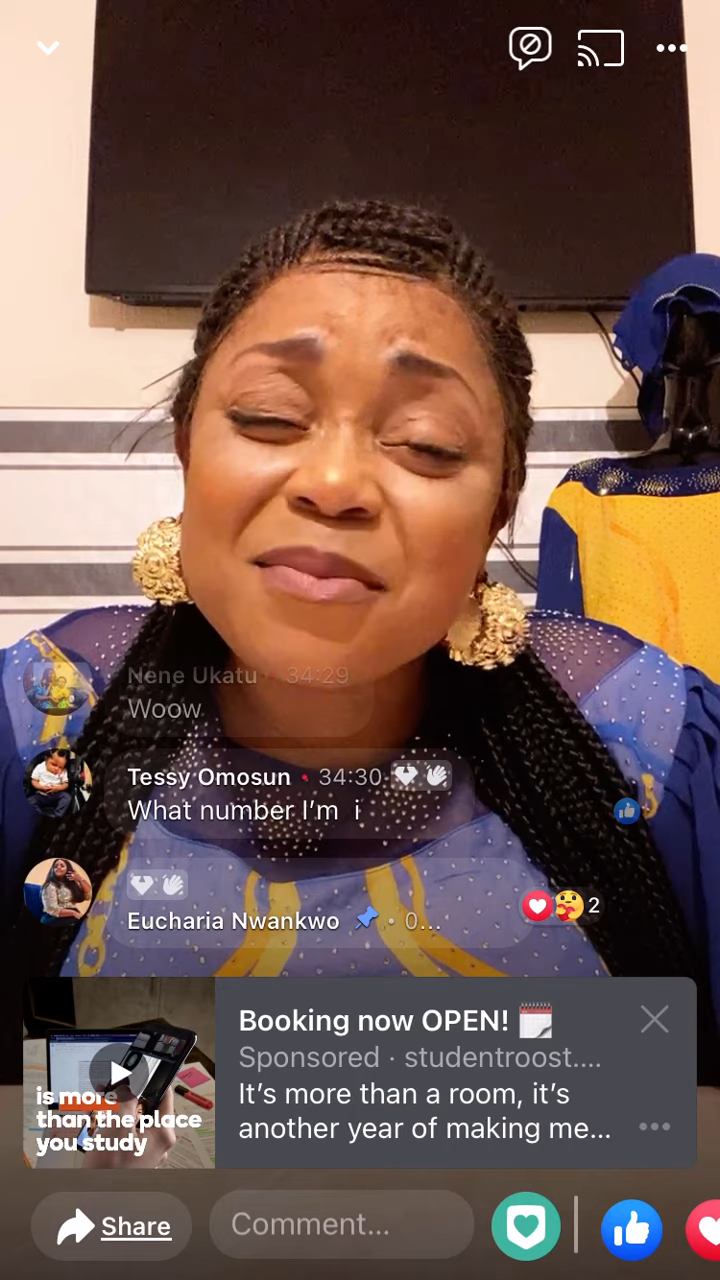 Nene Ukatu • 34:29
Woow
Tessy Omosun • 34:30
What number I’m i
Eucharia Nwankwo 📌 • 0...
2
Booking now OPEN! 🗓️
Sponsored · studentroost....
It’s more than a room, it’s
another year of making me...
is more
than the place
you study
Share
Comment...